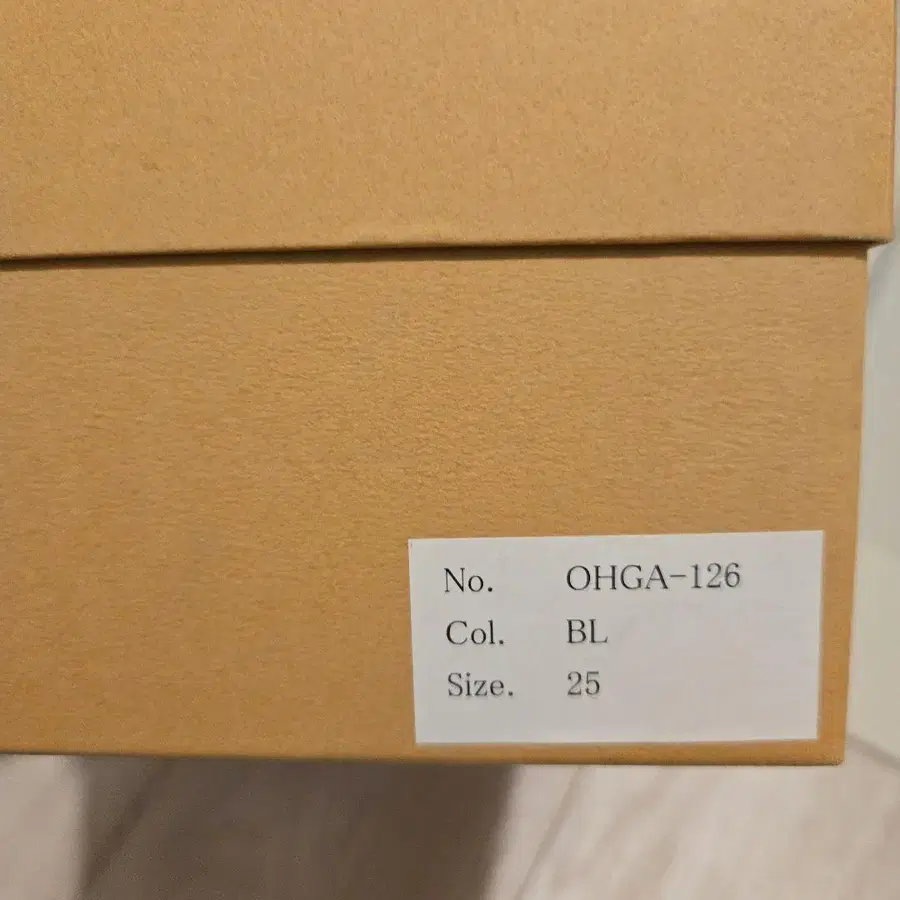 No. OHGA-126
Col. BL
Size. 25